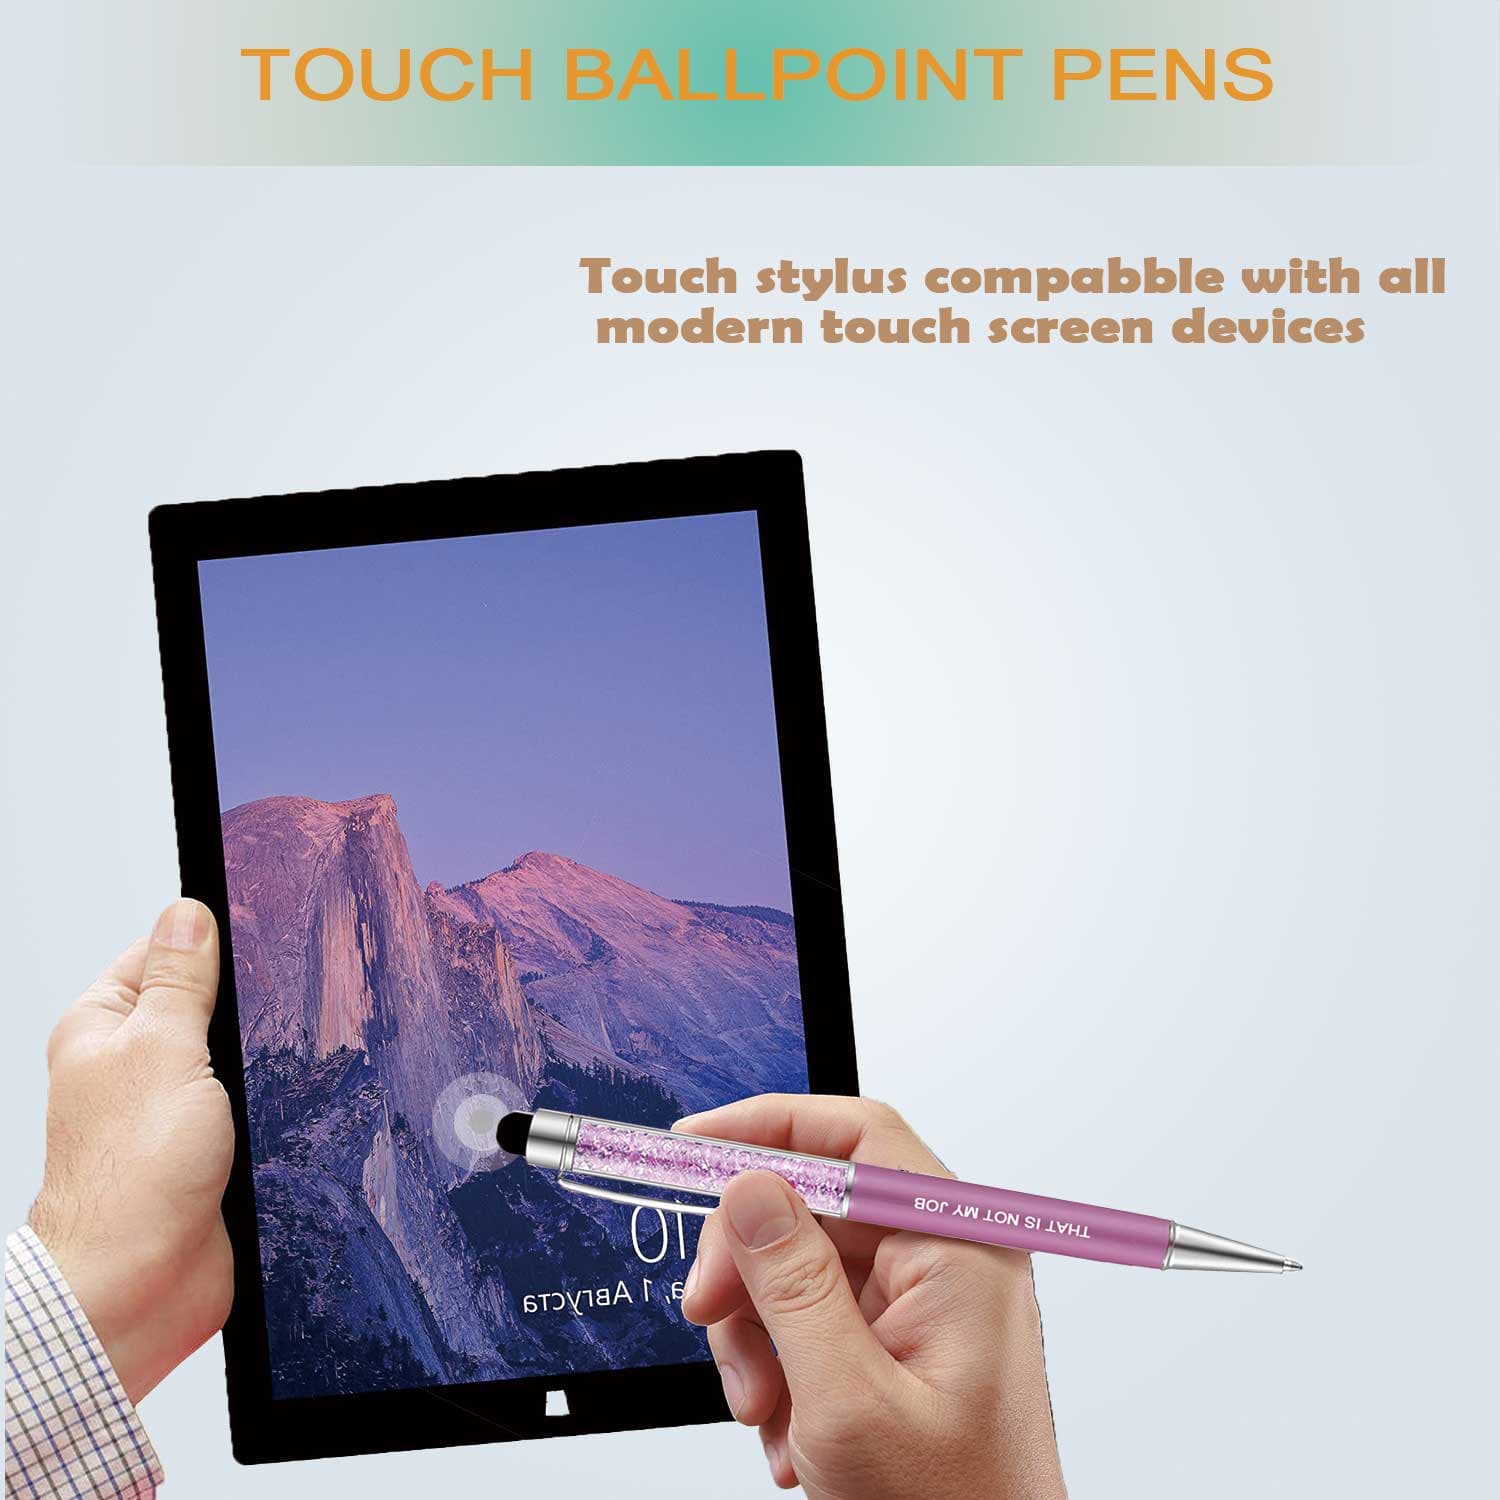 TOUCH BALLPOINT PENS
Touch stylus compabble with all
modern touch screen devices
10
а, 1 Августа
THAT IS NOT MY JOB